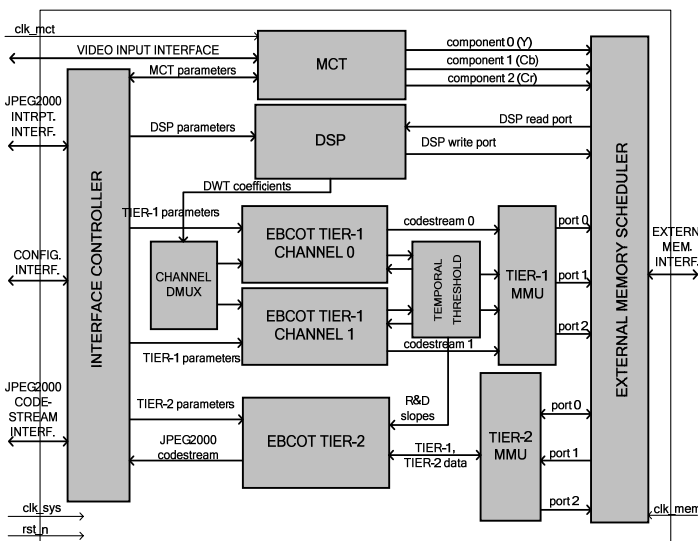 clk_mct
VIDEO INPUT INTERFACE
MCT parameters
MCT
component 0 (Y)
component 1 (Cb)
component 2 (Cr)
JPEG2000
INTRPT.
INTERF.
DSP parameters
DSP
DSP read port
DSP write port
DWT coefficients
INTERFACE CONTROLLER
EXTERNAL MEMORY SCHEDULER
TIER-1 parameters
EBCOT TIER-1
CHANNEL 0
codestream 0
port 0
CONFIG.
INTERF.
CHANNEL
DMUX
TEMPORAL
THRESHOLD
TIER-1
MMU
port 1
EXTERN
MEM.
INTERF
EBCOT TIER-1
CHANNEL 1
port 2
TIER-1 parameters
codestream 1
JPEG2000
CODE-
STREAM
INTERF.
TIER-2 parameters
JPEG2000
codestream
EBCOT TIER-2
R&D
slopes
TIER-1,
TIER-2 data
TIER-2
MMU
port 0
port 1
port 2
clk_sys
rst_n
clk_mem